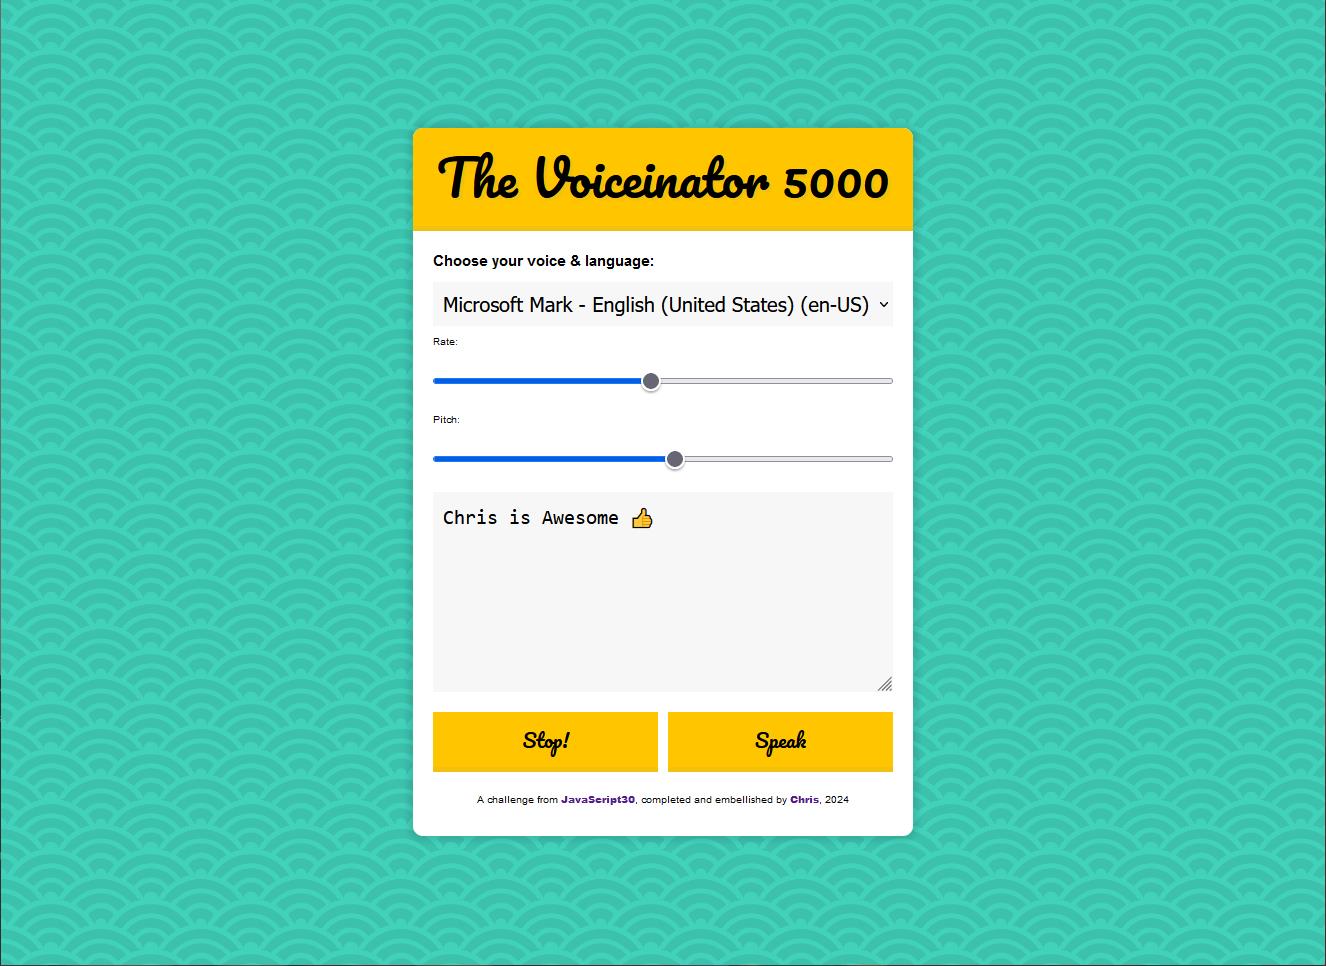 The Voiceinator 5000
Choose your voice & language:
Microsoft Mark - English (United States) (en-US)
Rate:
Pitch:
Chris is Awesome 👍
Stop!
Speak
A challenge from JavaScript30, completed and embellished by Chris, 2024